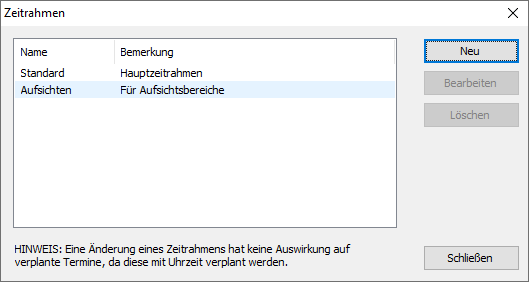 Zeitrahmen
Name Bemerkung
Standard Hauptzeitrahmen
Aufsichten Für Aufsichtsbereiche
Neu
Bearbeiten
Löschen
HINWEIS: Eine Änderung eines Zeitrahmens hat keine Auswirkung auf
verplante Termine, da diese mit Uhrzeit verplant werden.
Schließen